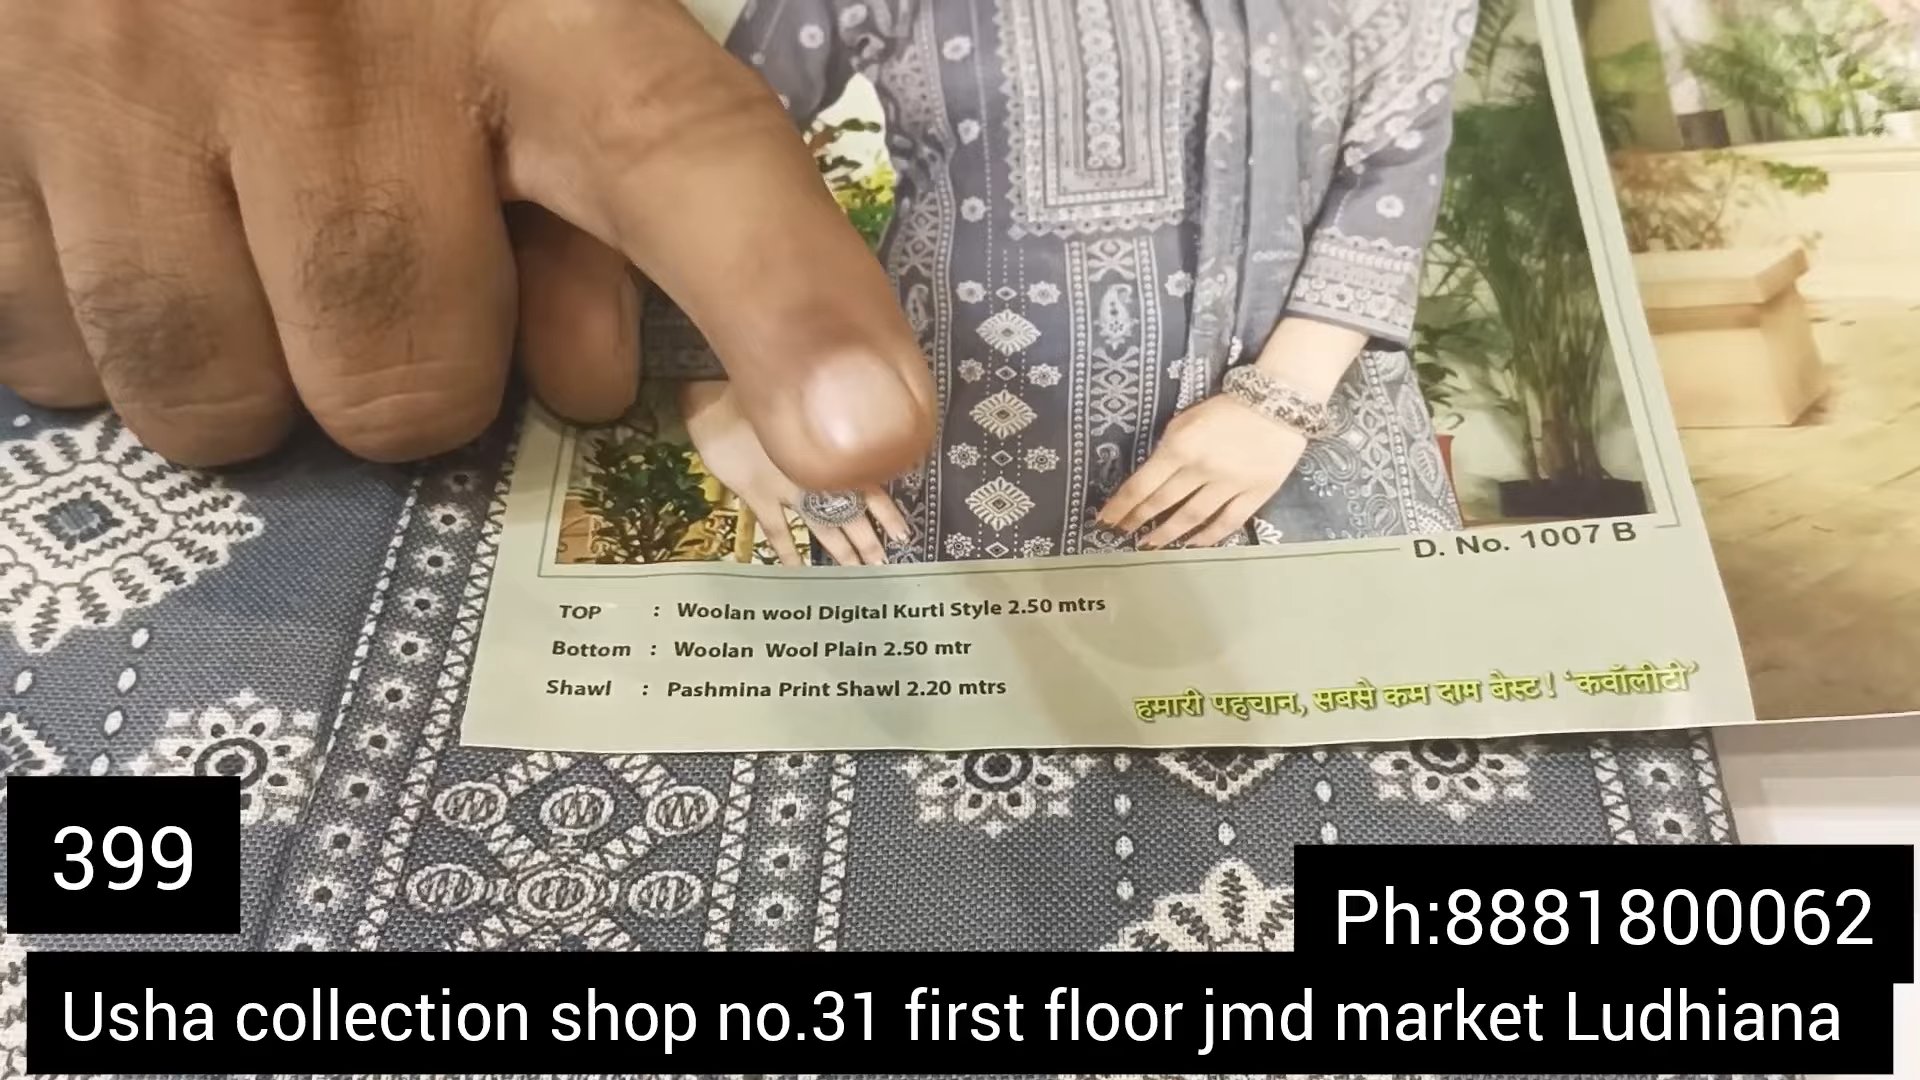 D. No. 1007 B
TOP : Woolan wool Digital Kurti Style 2.50 mtrs
Bottom : Woolan Wool Plain 2.50 mtr
Shawl : Pashmina Print Shawl 2.20 mtrs
हमारी पहचान, सबसे कम दाम बेस्ट! 'कवॉलीटी'
399
Ph:8881800062
Usha collection shop no.31 first floor jmd market Ludhiana